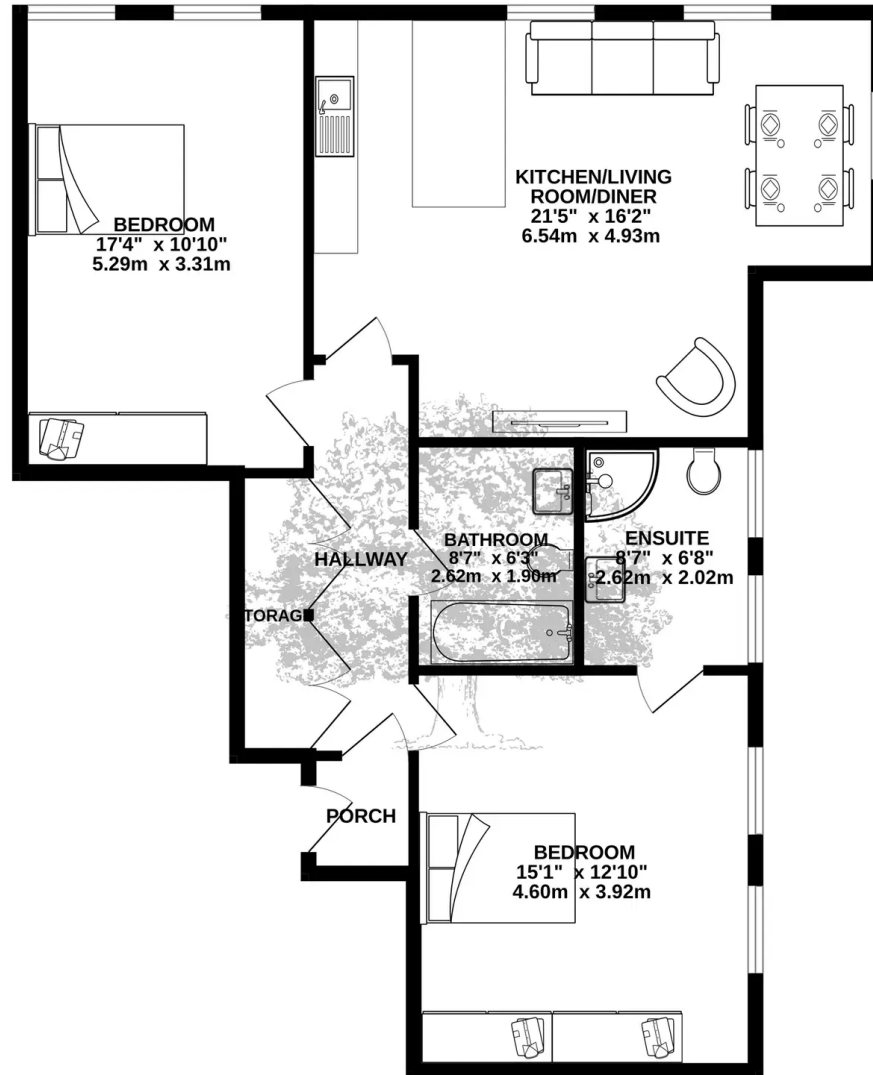 KITCHEN/LIVING
ROOM/DINER
21'5" x 16'2"
6.54m x 4.93m
BEDROOM
17'4" x 10'10"
5.29m x 3.31m
HALLWAY
BATHROOM
8'7" x 6'3"
2.62m x 1.90m
ENSUITE
8'7" x 6'8"
2.62m x 2.02m
TORAG
PORCH
BEDROOM
15'1" x 12'10"
4.60m x 3.92m